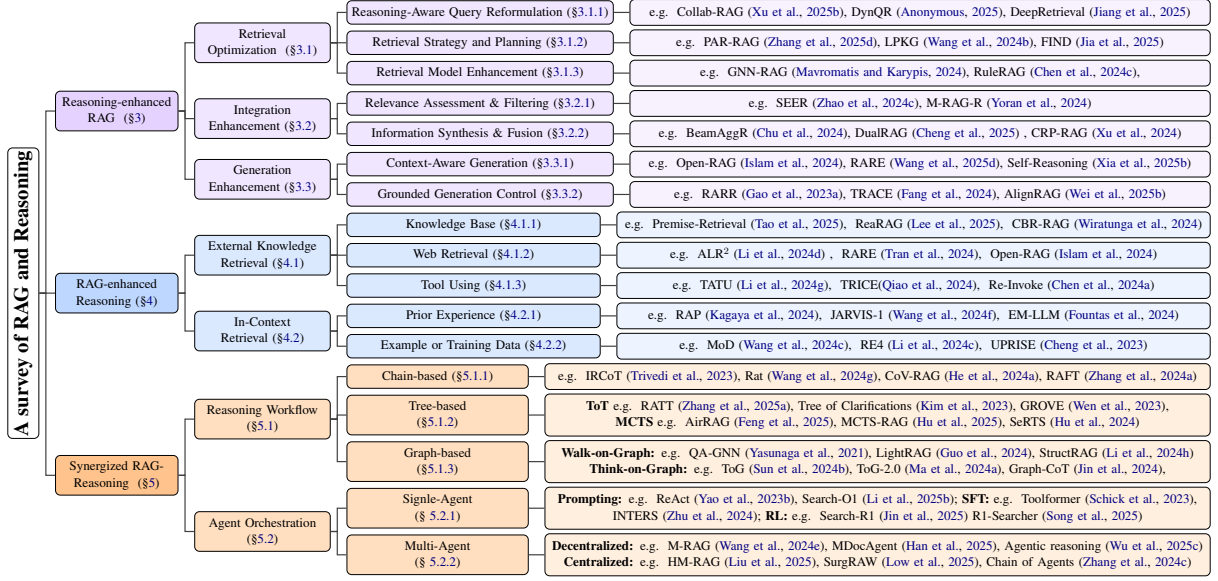 A survey of RAG and Reasoning
Reasoning-enhanced
RAG (§3)
Retrieval
Optimization (§3.1)
Reasoning-Aware Query Reformulation (§3.1.1)
e.g. Collab-RAG (Xu et al., 2025b), DynQR (Anonymous, 2025), DeepRetrieval (Jiang et al., 2025)
Retrieval Strategy and Planning (§3.1.2)
e.g. PAR-RAG (Zhang et al., 2025d), LPKG (Wang et al., 2024b), FIND (Jia et al., 2025)
Retrieval Model Enhancement (§3.1.3)
e.g. GNN-RAG (Mavromatis and Karypis, 2024), RuleRAG (Chen et al., 2024c),
Integration
Enhancement (§3.2)
Relevance Assessment & Filtering (§3.2.1)
e.g. SEER (Zhao et al., 2024c), M-RAG-R (Yoran et al., 2024)
Information Synthesis & Fusion (§3.2.2)
e.g. BeamAggR (Chu et al., 2024), DualRAG (Cheng et al., 2025) , CRP-RAG (Xu et al., 2024)
Generation
Enhancement (§3.3)
Context-Aware Generation (§3.3.1)
e.g. Open-RAG (Islam et al., 2024), RARE (Wang et al., 2025d), Self-Reasoning (Xia et al., 2025b)
Grounded Generation Control (§3.3.2)
e.g. RARR (Gao et al., 2023a), TRACE (Fang et al., 2024), AlignRAG (Wei et al., 2025b)
RAG-enhanced
Reasoning (§4)
External Knowledge
Retrieval (§4.1)
Knowledge Base (§4.1.1)
e.g. Premise-Retrieval (Tao et al., 2025), ReaRAG (Lee et al., 2025), CBR-RAG (Wiratunga et al., 2024)
Web Retrieval (§4.1.2)
e.g. ALR² (Li et al., 2024d) , RARE (Tran et al., 2024), Open-RAG (Islam et al., 2024)
Tool Using (§4.1.3)
e.g. TATU (Li et al., 2024g), TRICE(Qiao et al., 2024), Re-Invoke (Chen et al., 2024a)
In-Context
Retrieval (§4.2)
Prior Experience (§4.2.1)
e.g. RAP (Kagaya et al., 2024), JARVIS-1 (Wang et al., 2024f), EM-LLM (Fountas et al., 2024)
Example or Training Data (§4.2.2)
e.g. MoD (Wang et al., 2024c), RE4 (Li et al., 2024c), UPRISE (Cheng et al., 2023)
Synergized RAG-
Reasoning (§5)
Reasoning Workflow
(§5.1)
Chain-based (§5.1.1)
e.g. IRCoT (Trivedi et al., 2023), Rat (Wang et al., 2024g), CoV-RAG (He et al., 2024a), RAFT (Zhang et al., 2024a)
Tree-based
(§5.1.2)
ToT e.g. RATT (Zhang et al., 2025a), Tree of Clarifications (Kim et al., 2023), GROVE (Wen et al., 2023),
MCTS e.g. AirRAG (Feng et al., 2025), MCTS-RAG (Hu et al., 2025), SeRTS (Hu et al., 2024)
Graph-based
(§5.1.3)
Walk-on-Graph: e.g. QA-GNN (Yasunaga et al., 2021), LightRAG (Guo et al., 2024), StructRAG (Li et al., 2024h)
Think-on-Graph: e.g. ToG (Sun et al., 2024b), ToG-2.0 (Ma et al., 2024a), Graph-CoT (Jin et al., 2024),
Agent Orchestration
(§5.2)
Signle-Agent
(§ 5.2.1)
Prompting: e.g. ReAct (Yao et al., 2023b), Search-O1 (Li et al., 2025b); SFT: e.g. Toolformer (Schick et al., 2023),
INTERS (Zhu et al., 2024); RL: e.g. Search-R1 (Jin et al., 2025) R1-Searcher (Song et al., 2025)
Multi-Agent
(§ 5.2.2)
Decentralized: e.g. M-RAG (Wang et al., 2024e), MDocAgent (Han et al., 2025), Agentic reasoning (Wu et al., 2025c)
Centralized: e.g. HM-RAG (Liu et al., 2025), SurgRAW (Low et al., 2025), Chain of Agents (Zhang et al., 2024c)